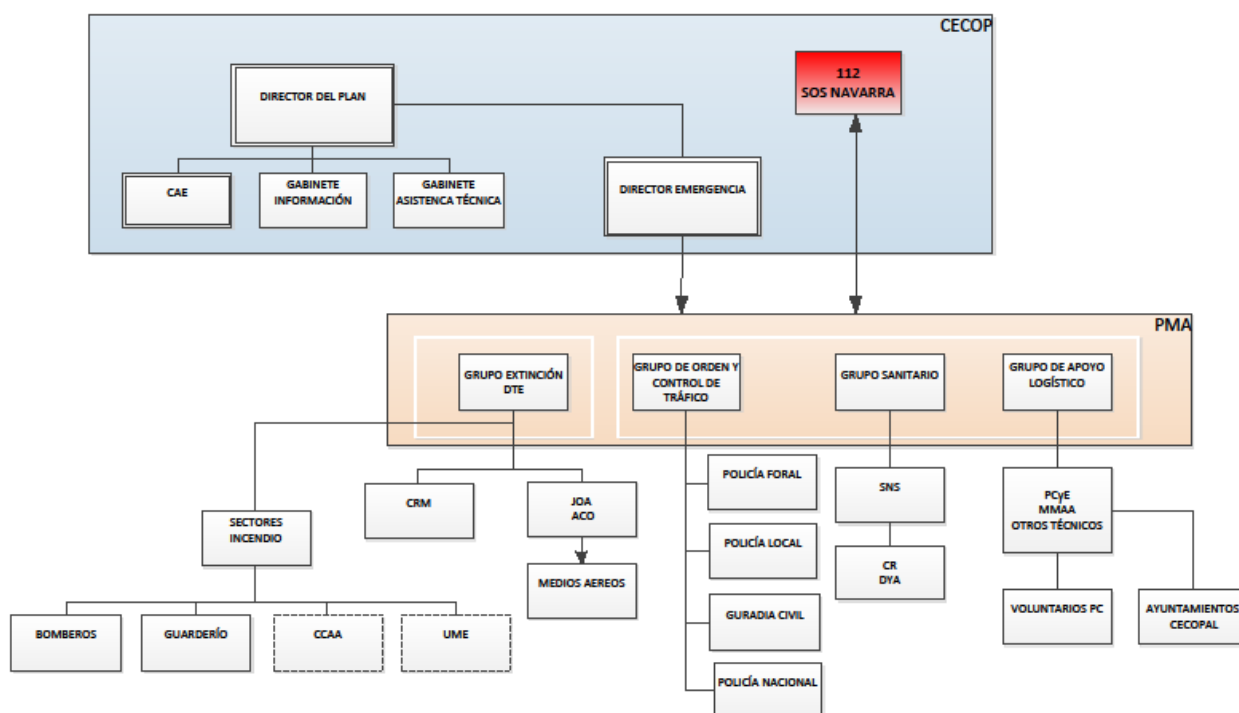 CECOP
112
SOS NAVARRA
DIRECTOR DEL PLAN
CAE
GABINETE
INFORMACIÓN
GABINETE
ASISTENCA TÉCNICA
DIRECTOR EMERGENCIA
PMA
GRUPO EXTINCIÓN
DTE
GRUPO DE ORDEN Y
CONTROL DE
TRÁFICO
GRUPO SANITARIO
GRUPO DE APOYO
LOGÍSTICO
SECTORES
INCENDIO
CRM
JOA
ACO
MEDIOS AEREOS
BOMBEROS
GUARDERÍO
CCAA
UME
POLICÍA FORAL
POLICÍA LOCAL
GURADIA CIVIL
POLICÍA NACIONAL
SNS
CR
DYA
PCyE
MMAA
OTROS TÉCNICOS
VOLUNTARIOS PC
AYUNTAMIENTOS
CECOPAL